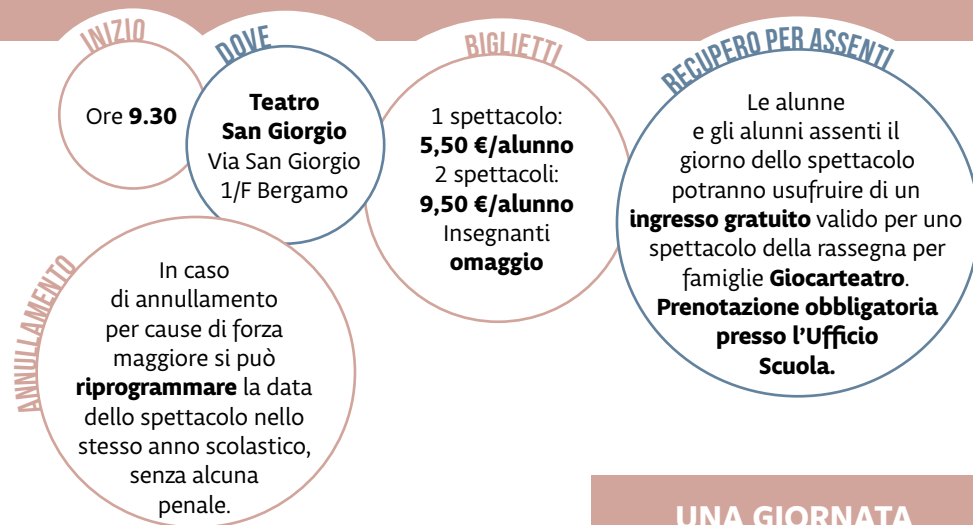 INIZIO
Ore 9.30
DOVE
Teatro
San Giorgio
Via San Giorgio
1/F Bergamo
BIGLIETTI
1 spettacolo:
5,50 €/alunno
2 spettacoli:
9,50 €/alunno
Insegnanti
omaggio
RECUPERO PER ASSENTI
Le alunne
e gli alunni assenti il
giorno dello spettacolo
potranno usufruire di un
ingresso gratuito valido per uno
spettacolo della rassegna per
famiglie Giocarteatro.
Prenotazione obbligatoria
presso l'Ufficio
Scuola.
ANNULLAMENTO
In caso
di annullamento
per cause di forza
maggiore si può
riprogrammare la data
dello spettacolo nello
stesso anno scolastico,
senza alcuna
penale.
UNA GIORNATA